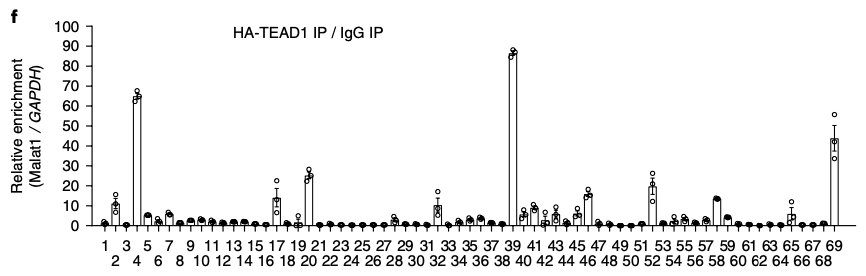 f
HA-TEAD1 IP / IgG IP
Relative enrichment
(Malat1 / GAPDH)
100
90
80
70
60
50
40
30
20
10
0
1 3 5 7 9 11 13 15 17 19 21 23 25 27 29 31 33 35 37 39 41 43 45 47 49 51 53 55 57 59 61 63 65 67 69
2 4 6 8 10 12 14 16 18 20 22 24 26 28 30 32 34 36 38 40 42 44 46 48 50 52 54 56 58 60 62 64 66 68